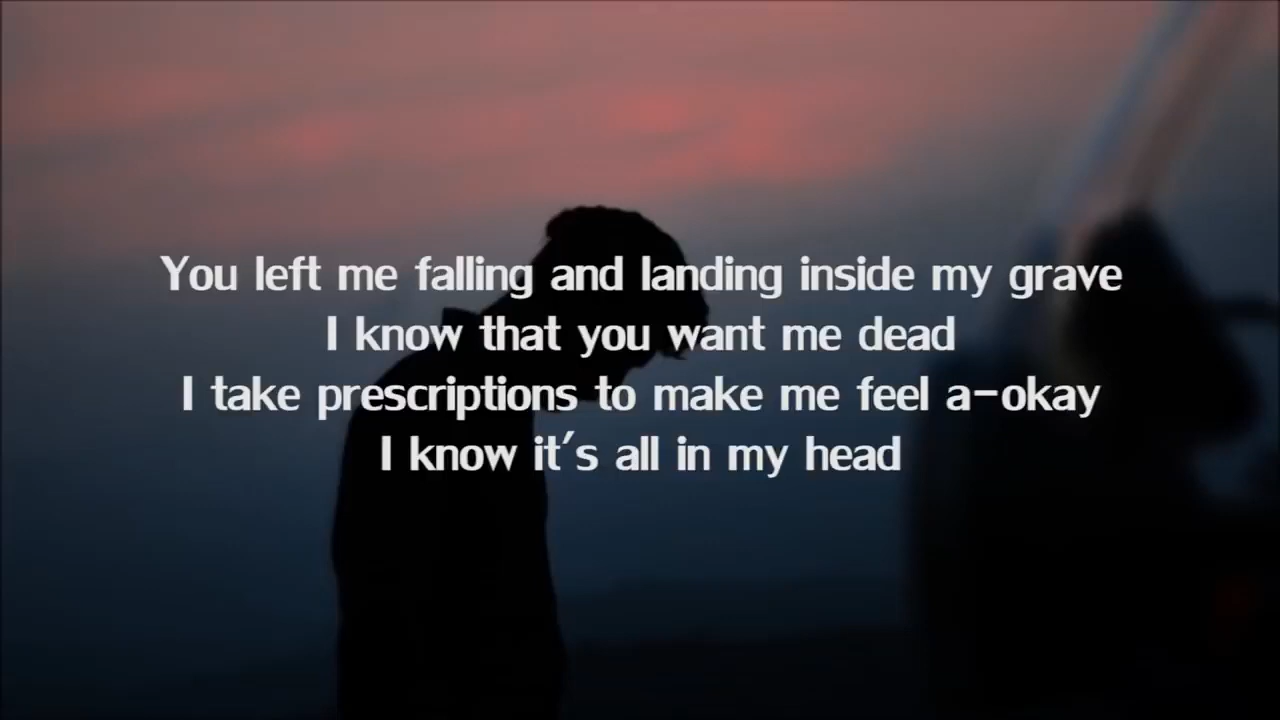 You left me falling and landing inside my grave
I know that you want me dead
I take prescriptions to make me feel a-okay
I know it's all in my head